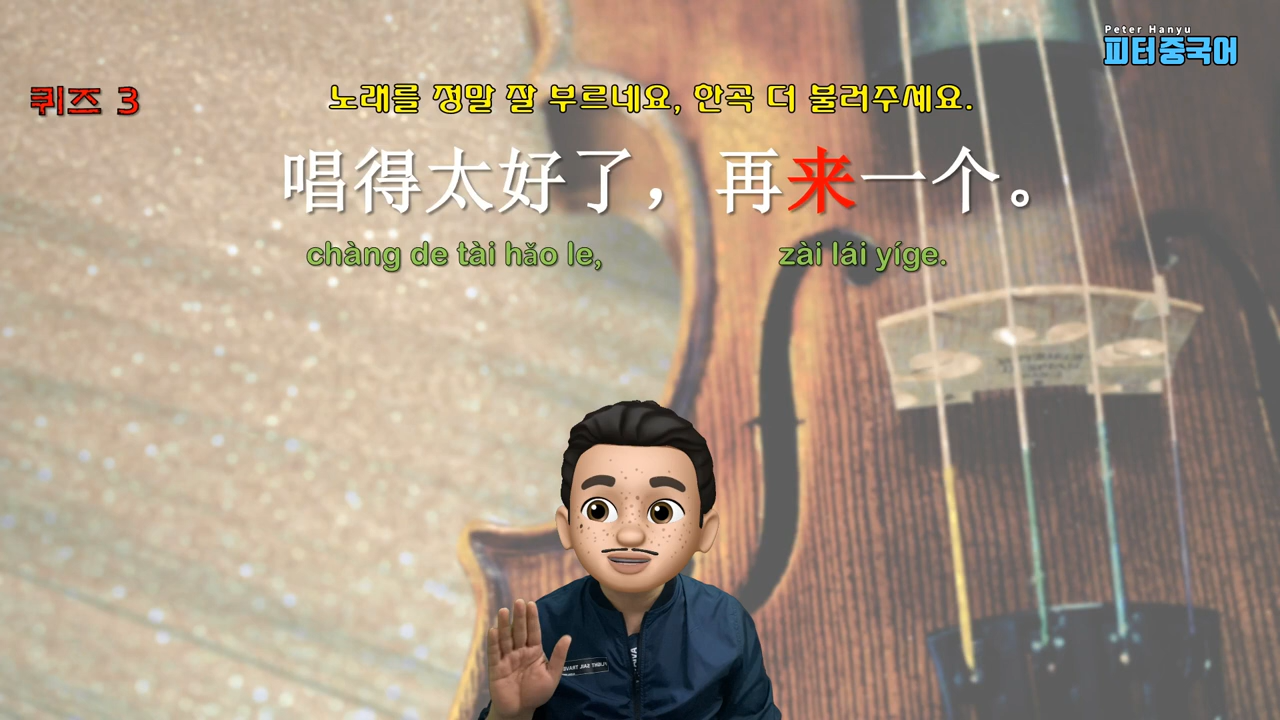 Peter Hanyu
피터중국어
퀴즈 3
노래를 정말 잘 부르네요, 한곡 더 불러주세요.
唱得太好了，再来一个。
chàng de tài hǎo le, zài lái yíge.